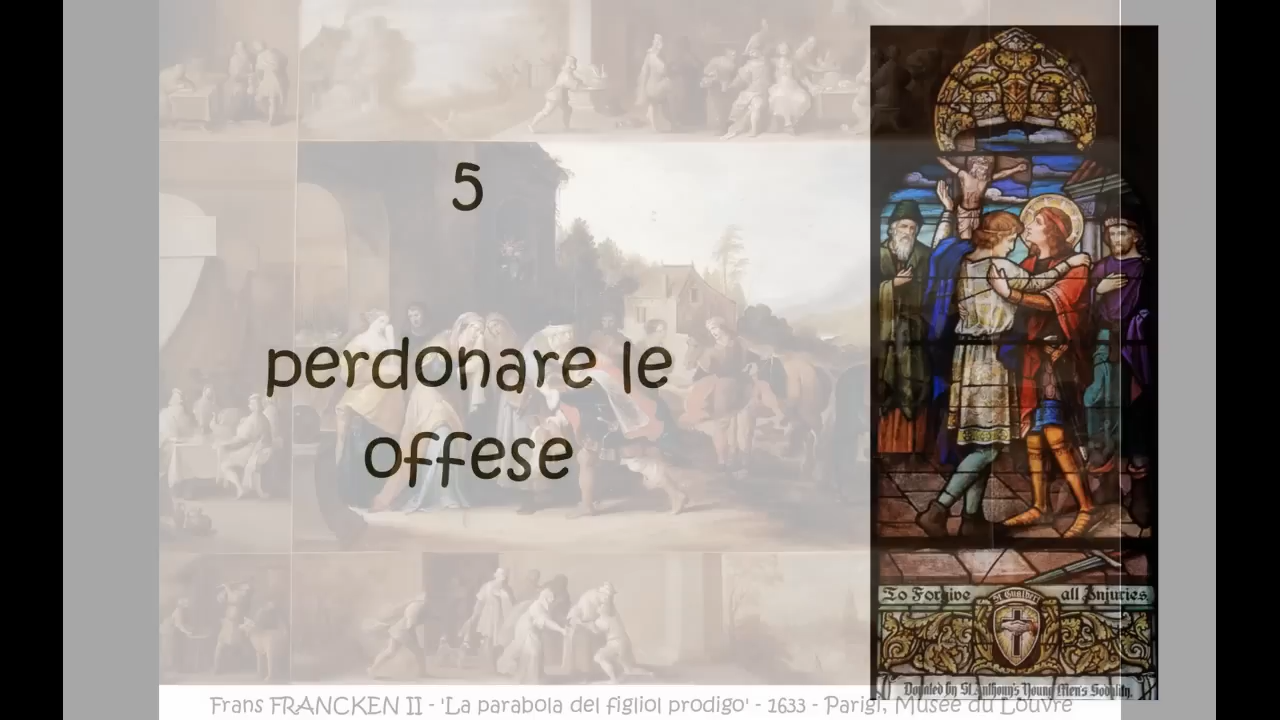 5
perdonare le
offese
To Forgive all Injuries
St Gualbert
Donated by St. Anthony's Young Men's Sodality.
Frans FRANCKEN II - 'La parabola del figliol prodigo' - 1633 - Parigi, Musée du Louvre